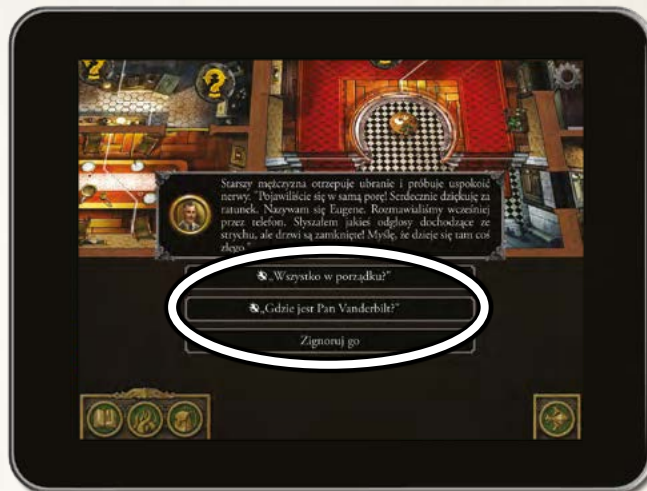 Starszy mężczyzna otrzepuje ubranie i próbuje uspokoić
nerwy. "Pojawiliście się w samą porę! Serdecznie dziękuję za
ratunek. Nazywam się Eugene. Rozmawialiśmy wcześniej
przez telefon. Słyszałem jakieś odgłosy dochodzące ze
strychu, ale drzwi są zamknięte! Myślę, że dzieje się tam coś
złego."
„Wszystko w porządku?"
„Gdzie jest Pan Vanderbilt?"
Zignoruj go